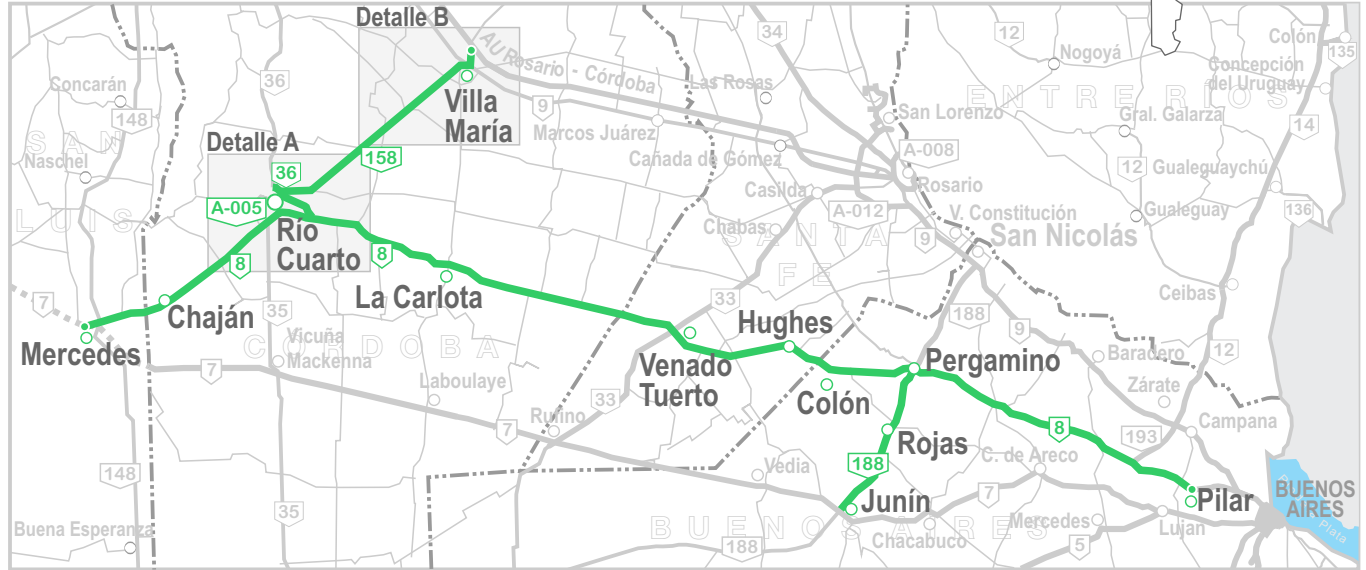 Detalle B
AU Rosario - Córdoba
34
12
Nogoyá
Colón
135
Concepción
del Uruguay
Concarán
148
36
Las Rosas
Villa
María
9
Marcos Juárez
San Lorenzo
ENTRE RIOS
Gral. Galarza
14
SAN
LUIS
Naschel
Detalle A
36
158
Cañada de Gómez
A-008
Rosario
12
Gualeguaychú
A-005
Casilda
A-012
V. Constitución
Gualeguay
136
Río
Cuarto
8
8
Chabas
SANTA
FE
9
San Nicolás
La Carlota
7
Chaján
33
Ceibas
35
Hughes
188
9
Mercedes
Vicuña
Mackenna
CORDOBA
Venado
Tuerto
Pergamino
Baradero
12
7
Laboulaye
33
Colón
Zárate
Rufino
7
Rojas
8
193
Campana
148
188
Vedia
C. de Areco
35
Junín
7
Pilar
BUENOS
AIRES
Buena Esperanza
BUENOS AIRES
188
Chacabuco
Mercedes
5
Lujan
Plata